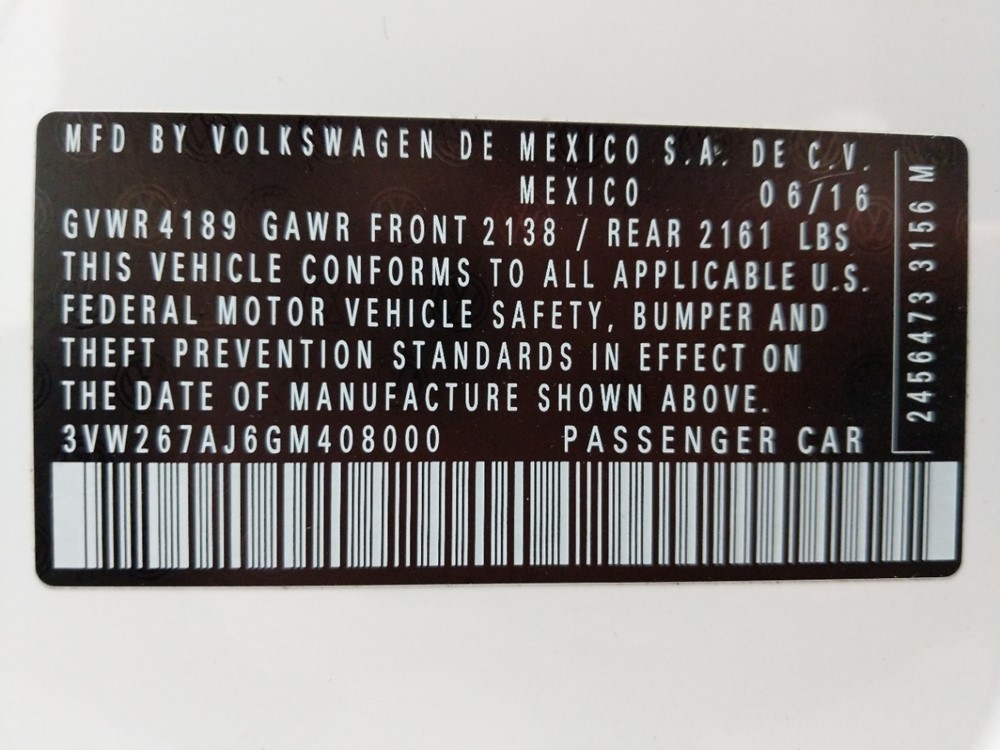 MFD BY VOLKSWAGEN DE MEXICO S.A. DE C.V.
MEXICO 06/16
GVWR 4189 GAWR FRONT 2138 / REAR 2161 LBS
THIS VEHICLE CONFORMS TO ALL APPLICABLE U.S.
FEDERAL MOTOR VEHICLE SAFETY, BUMPER AND
THEFT PREVENTION STANDARDS IN EFFECT ON
THE DATE OF MANUFACTURE SHOWN ABOVE.
3VW267AJ6GM408000 PASSENGER CAR
2456473 3156 M